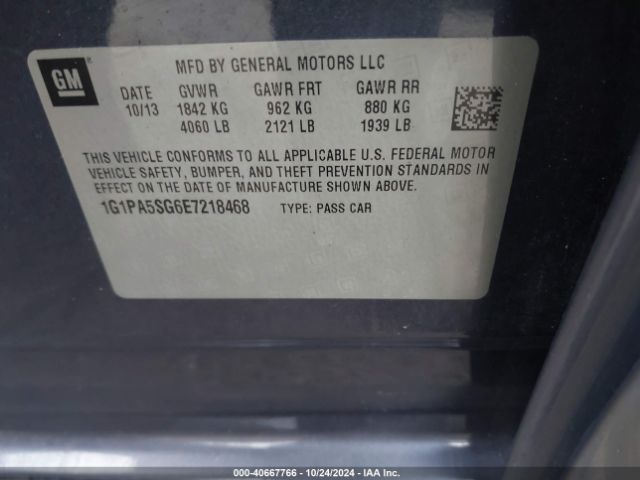 GM
MFD BY GENERAL MOTORS LLC
DATE GVWR GAWR FRT GAWR RR
10/13 1842 KG 962 KG 880 KG
4060 LB 2121 LB 1939 LB
THIS VEHICLE CONFORMS TO ALL APPLICABLE U.S. FEDERAL MOTOR
VEHICLE SAFETY, BUMPER, AND THEFT PREVENTION STANDARDS IN
EFFECT ON THE DATE OF MANUFACTURE SHOWN ABOVE.
1G1PA5SG6E7218468 TYPE: PASS CAR
000-40667766 - 10/24/2024 - IAA Inc.